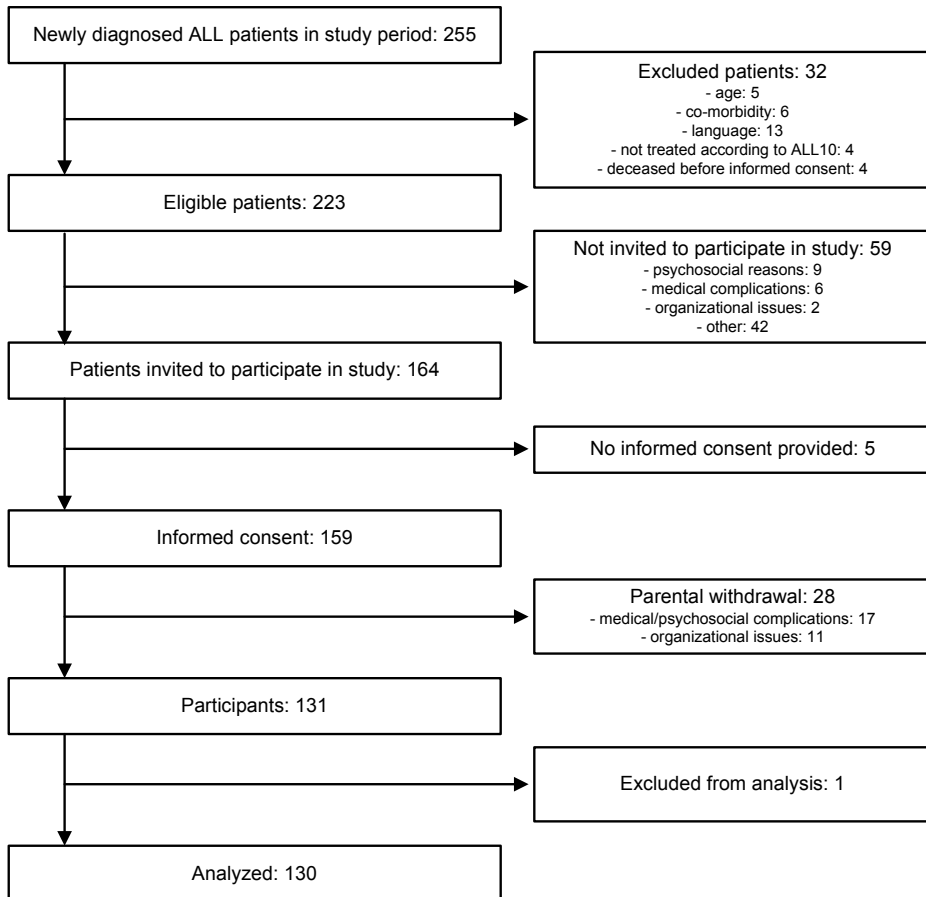 Newly diagnosed ALL patients in study period: 255
Excluded patients: 32
- age: 5
- co-morbidity: 6
- language: 13
- not treated according to ALL10: 4
- deceased before informed consent: 4
Eligible patients: 223
Not invited to participate in study: 59
- psychosocial reasons: 9
- medical complications: 6
- organizational issues: 2
- other: 42
Patients invited to participate in study: 164
No informed consent provided: 5
Informed consent: 159
Parental withdrawal: 28
- medical/psychosocial complications: 17
- organizational issues: 11
Participants: 131
Excluded from analysis: 1
Analyzed: 130